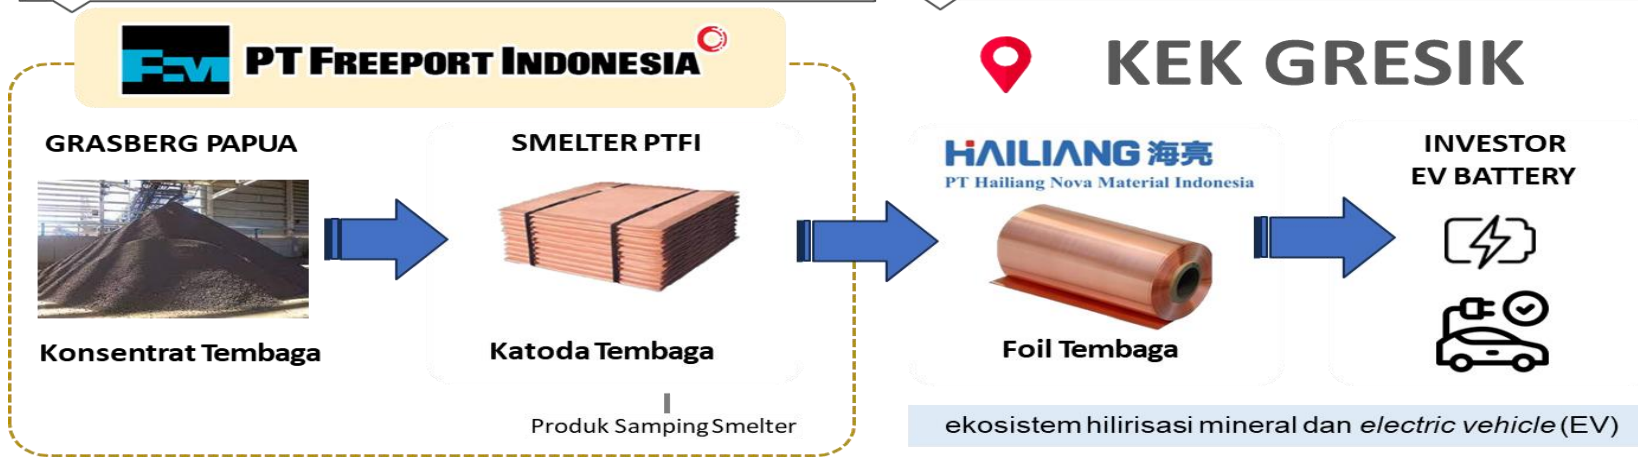 FM PT FREEPORT INDONESIA
KEK GRESIK
GRASBERG PAPUA
SMELTER PTFI
HAILIANG 海亮
PT Hailiang Nova Material Indonesia
INVESTOR
EV BATTERY
Konsentrat Tembaga
Katoda Tembaga
Foil Tembaga
Produk Samping Smelter
ekosistem hilirisasi mineral dan electric vehicle (EV)